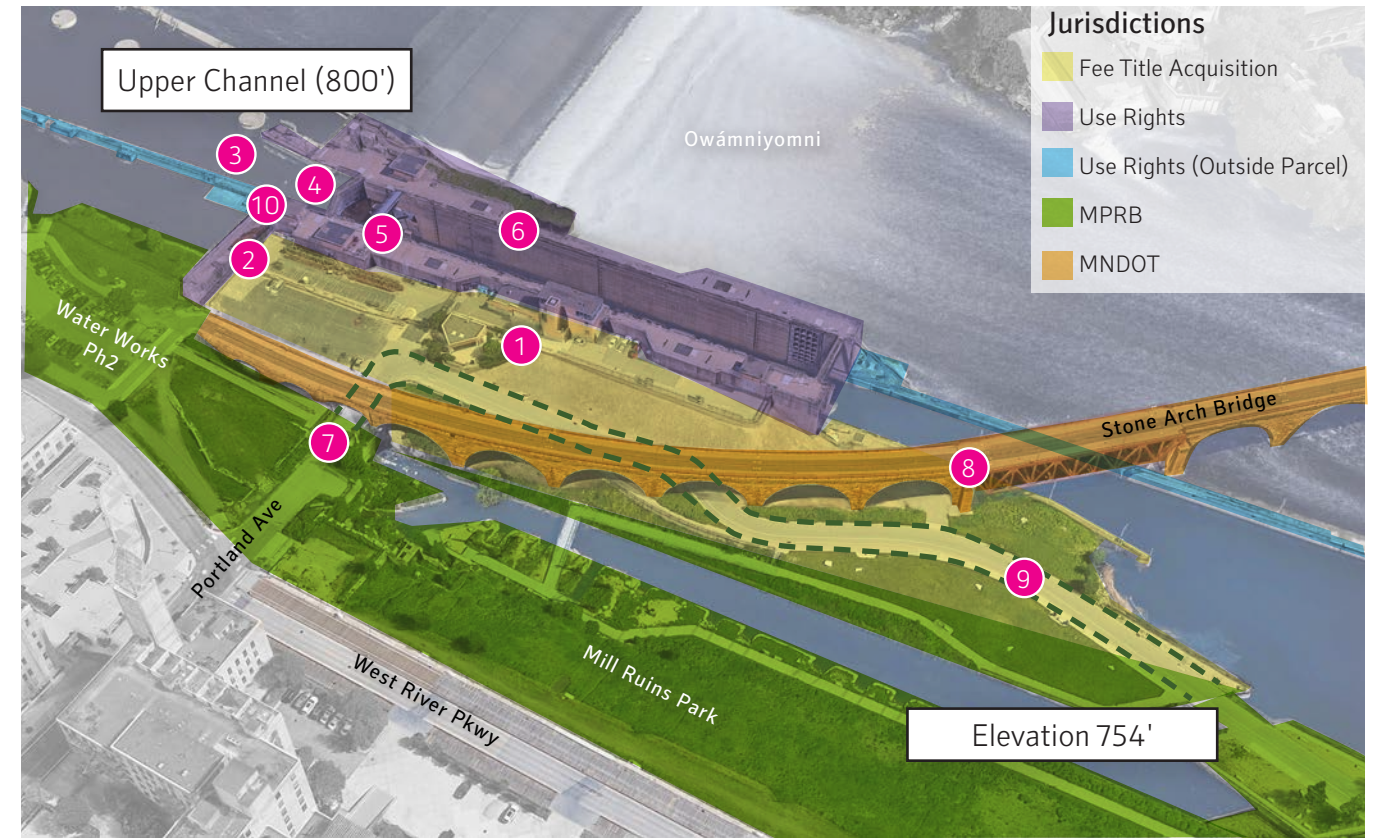 Jurisdictions
Fee Title Acquisition
Use Rights
Use Rights (Outside Parcel)
MPRB
MNDOT
Upper Channel (800')
Owámniyomni
3
4
10
5
6
2
1
Water Works
Ph2
7
8
Stone Arch Bridge
Portland Ave
9
West River Pkwy
Mill Ruins Park
Elevation 754'